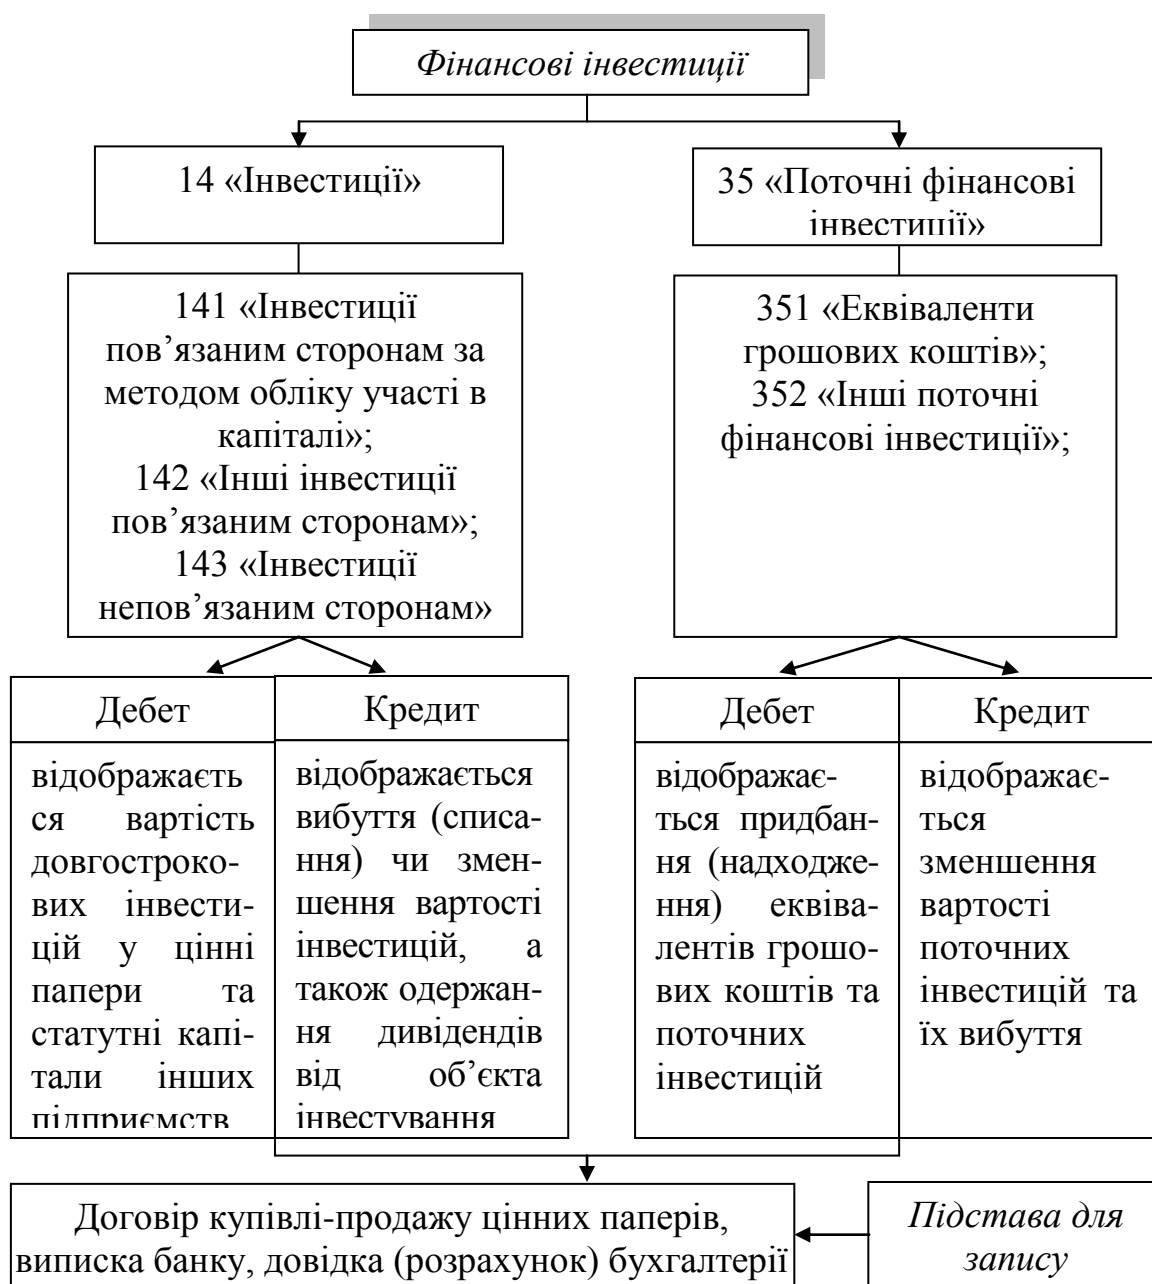 Фінансові інвестиції
14 «Інвестиції»
35 «Поточні фінансові
інвестиції»
141 «Інвестиції
пов’язаним сторонам за
методом обліку участі в
капіталі»;
142 «Інші інвестиції
пов’язаним сторонам»;
143 «Інвестиції
непов’язаним сторонам»
351 «Еквіваленти
грошових коштів»;
352 «Інші поточні
фінансові інвестиції»;
Дебет
відображаєть
ся вартість
довгостроко-
вих інвести-
цій у цінні
папери та
статутні капі-
тали інших
підприємств
Кредит
відображається
вибуття (списа-
ння) чи змен-
шення вартості
інвестицій, а
також одержан-
ня дивідендів
від об’єкта
інвестування
Дебет
відображає-
ться придбан-
ня (надходже-
ння) еквіва-
лентів грошо-
вих коштів та
поточних
інвестицій
Кредит
відображає-
ться
зменшення
вартості
поточних
інвестицій та
їх вибуття
Договір купівлі-продажу цінних паперів,
виписка банку, довідка (розрахунок) бухгалтерії
Підстава для
запису